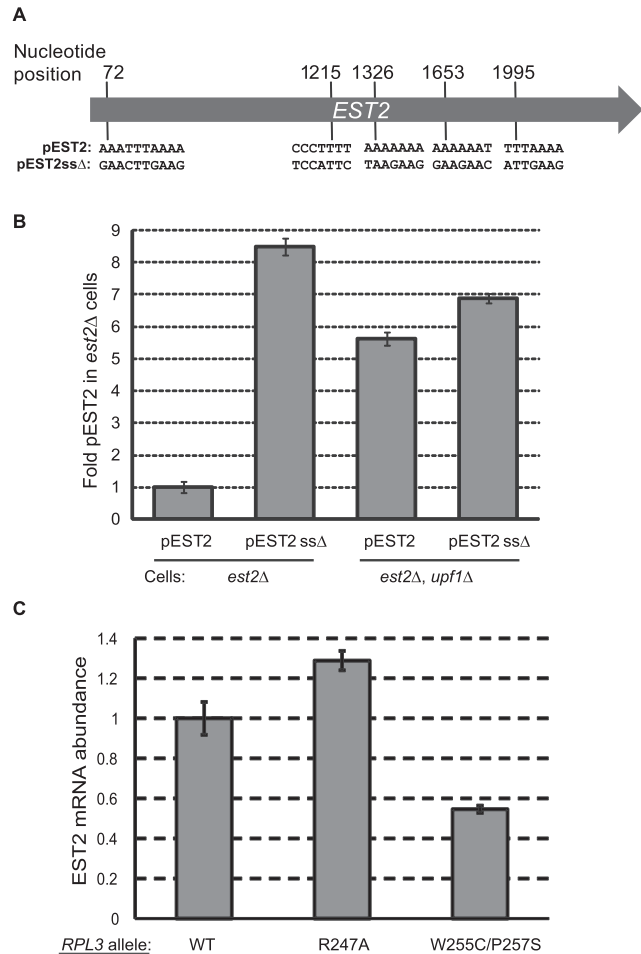 A
Nucleotide
position
72 1215 1326 1653 1995
EST2
pEST2: AAATTTAAAA CCCTTTT AAAAAAA AAAAAAT TTTAAAA
pEST2ssΔ: GAACTTGAAG TCCATTC TAAGAAG GAAGAAC ATTGAAG
B
Fold pEST2 in est2Δ cells
9
8
7
6
5
4
3
2
1
0
pEST2 pEST2 ssΔ pEST2 pEST2 ssΔ
Cells: est2Δ est2Δ, upf1Δ
C
EST2 mRNA abundance
1.4
1.2
1
0.8
0.6
0.4
0.2
0
RPL3 allele: WT R247A W255C/P257S